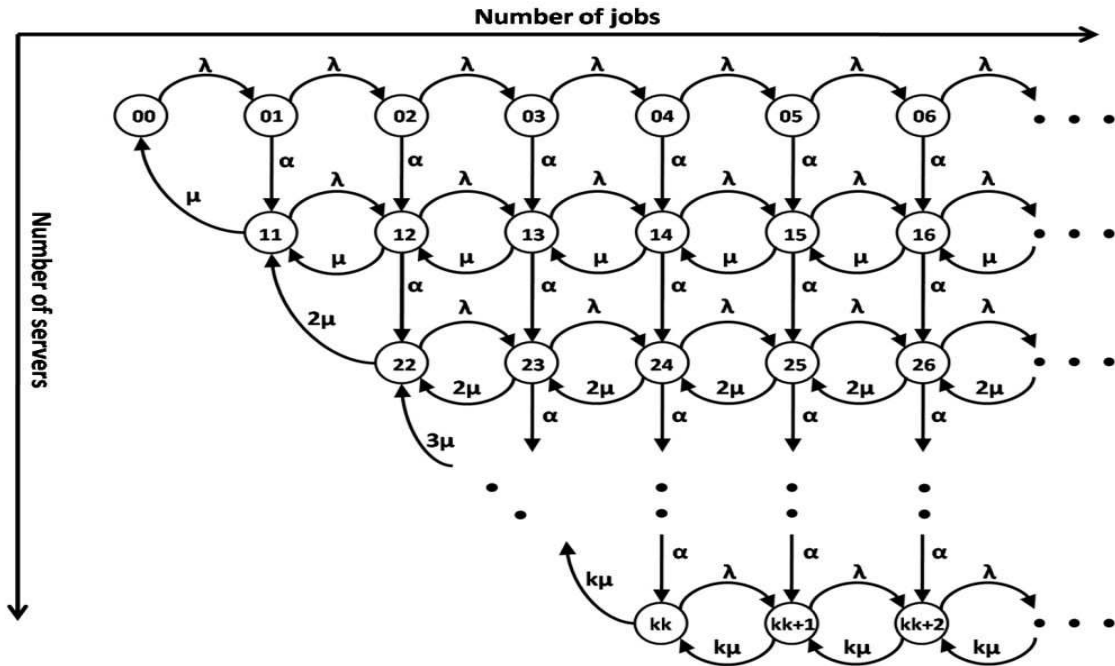 Number of jobs
λ λ λ λ λ λ λ
00 01 02 03 04 05 06
α α α α α α
λ λ λ λ λ
μ
11 12 13 14 15 16
μ μ μ μ μ
α α α α α
λ λ λ λ
2μ
22 23 24 25 26
2μ 2μ 2μ 2μ
α α α α
3μ
α α α
λ λ λ
kμ
kk kk+1 kk+2
kμ kμ kμ
Number of servers